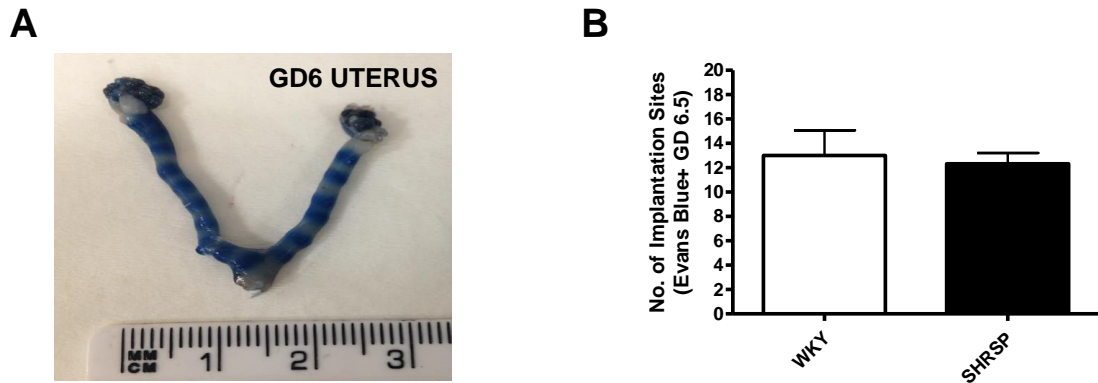 A
B
GD6 UTERUS
MM
CM
1
2
3
No. of Implantation Sites
(Evans Blue+ GD 6.5)
20
18
16
14
12
10
8
6
4
2
0
WKY
SHRSP